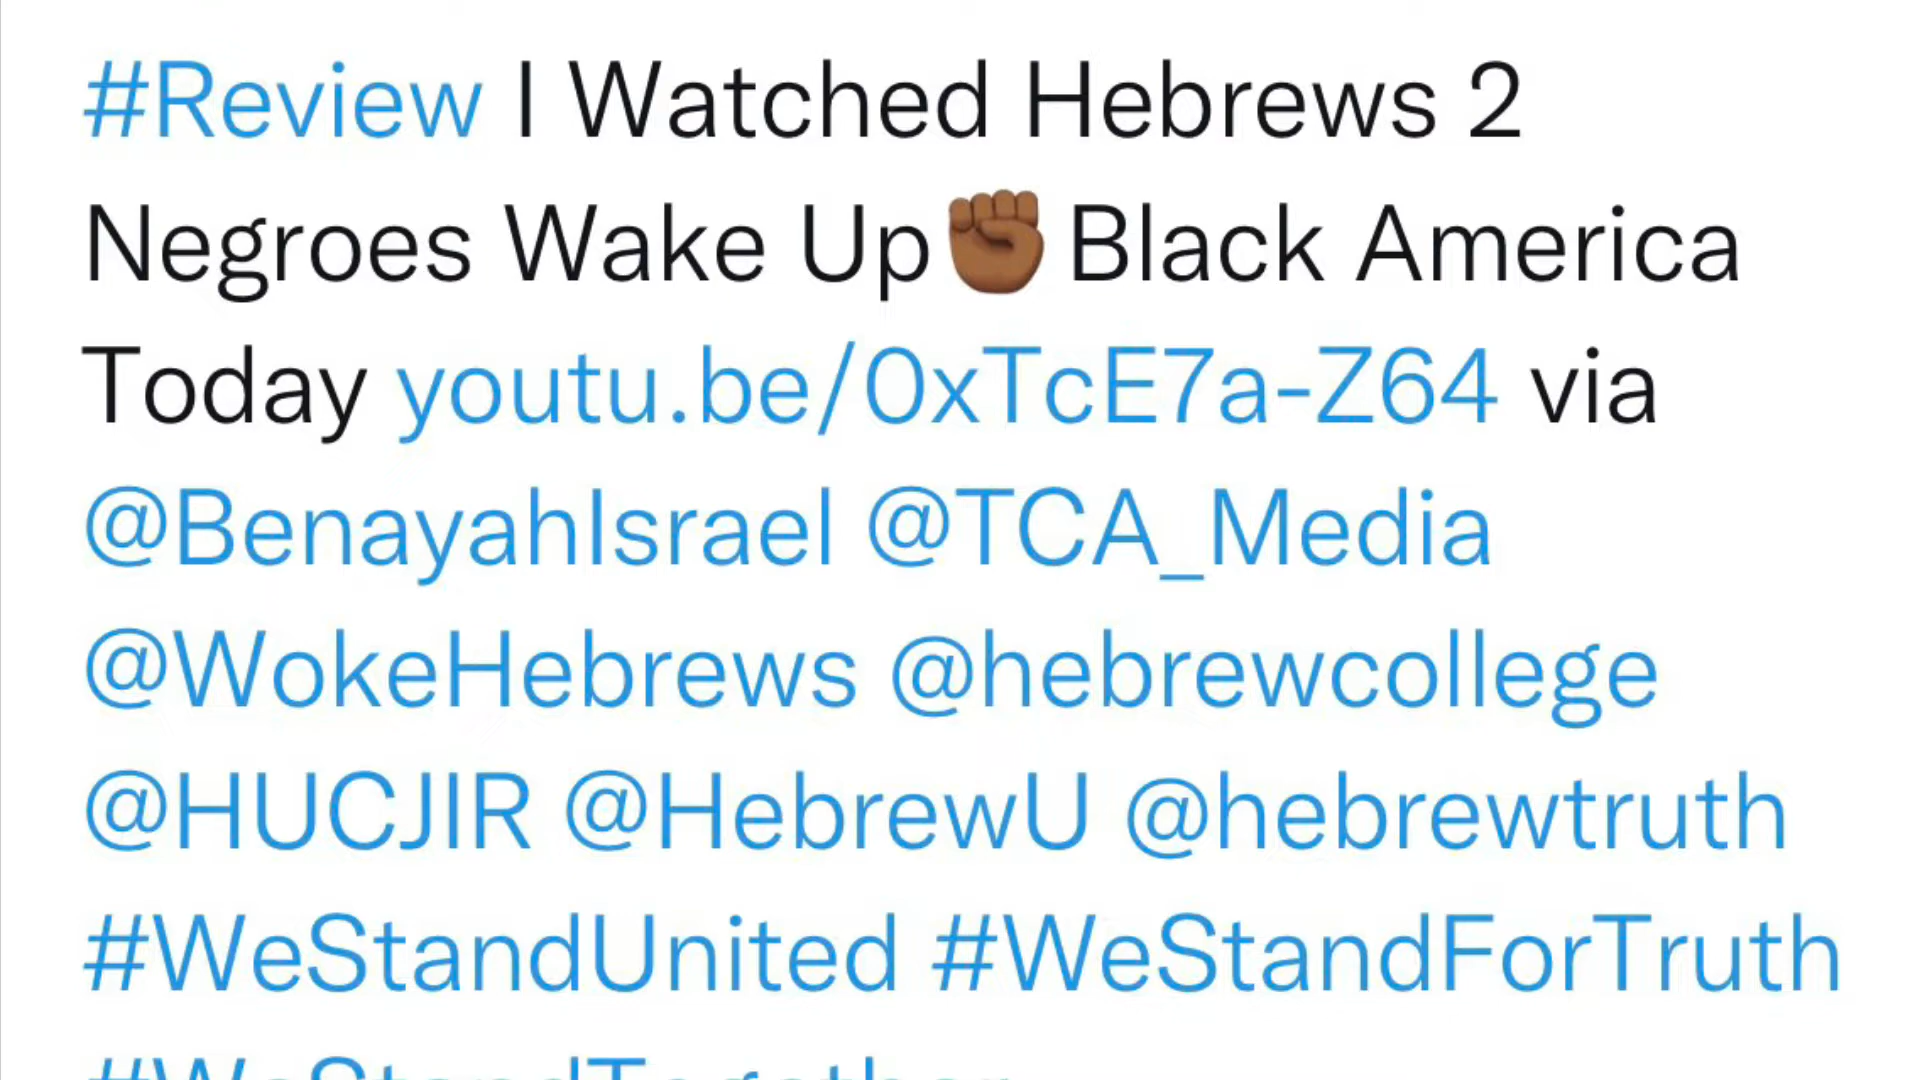 #Review I Watched Hebrews 2
Negroes Wake Up✊🏾Black America
Today youtu.be/0xTcE7a-Z64 via
@BenayahIsrael @TCA_Media
@WokeHebrews @hebrewcollege
@HUCJIR @HebrewU @hebrewtruth
#WeStandUnited #WeStandForTruth
#WeStandTogether